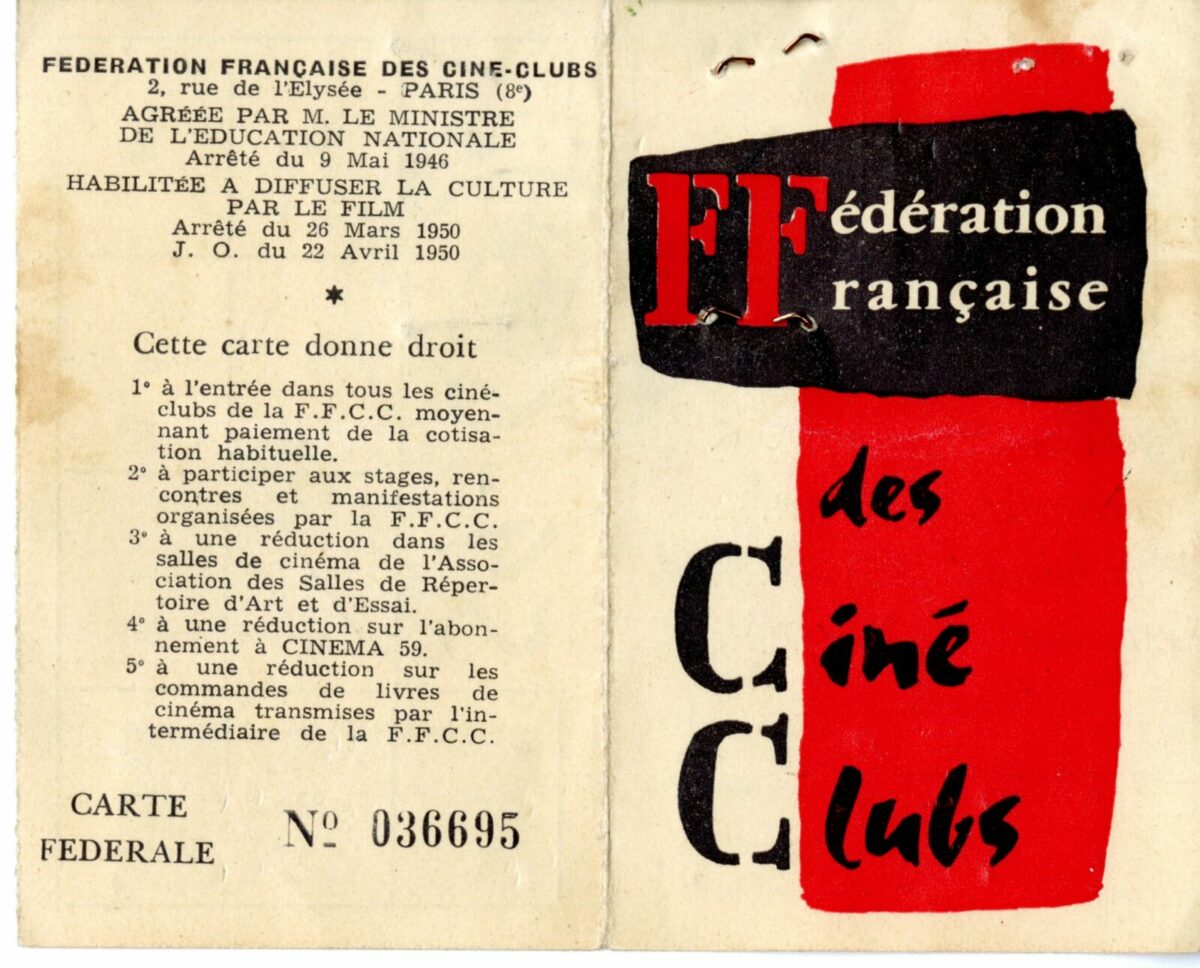 FEDERATION FRANÇAISE DES CINE-CLUBS
2, rue de l'Elysée - PARIS (8e)
AGRÉÉE PAR M. LE MINISTRE
DE L'EDUCATION NATIONALE
Arrêté du 9 Mai 1946
HABILITÉE A DIFFUSER LA CULTURE
PAR LE FILM
Arrêté du 26 Mars 1950
J. O. du 22 Avril 1950
Cette carte donne droit
1° à l'entrée dans tous les ciné-
clubs de la F.F.C.C. moyen-
nant paiement de la cotisa-
tion habituelle.
2° à participer aux stages, ren-
contres et manifestations
organisées par la F.F.C.C.
3° à une réduction dans les
salles de cinéma de l'Asso-
ciation des Salles de Réper-
toire d'Art et d'Essai.
4° à une réduction sur l'abon-
nement à CINEMA 59.
5° à une réduction sur les
commandes de livres de
cinéma transmises par l'in-
termédiaire de la F.F.C.C.
CARTE
FEDERALE
No 036695
FFédération
rançaise
des
Ciné
Clubs